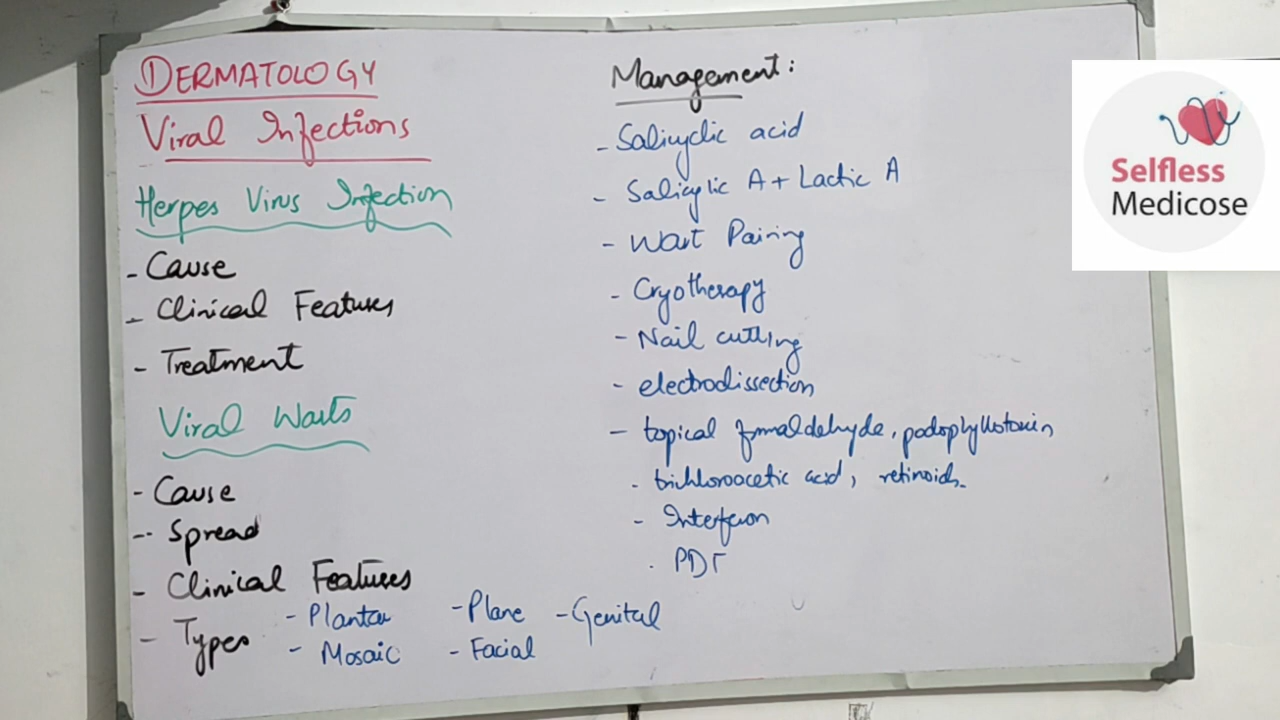 ① DERMATOLOGY
Viral Infections
Herpes Virus Infection
- Cause
- Clinical Features
- Treatment
Viral Warts
- Cause
-- Spread
- Clinical Features
- Types - Plantar - Plane - Genital
- Mosaic - Facial
Management:
- Salicyclic acid
- Salicylic A + Lactic A
- Wart Pairing
- Cryotherapy
- Nail cutting
- electrodissection
- topical formaldehyde, podophyllotoxin
- trichloroacetic acid, retinoids.
- Interferon
. PDT
Selfless
Medicose